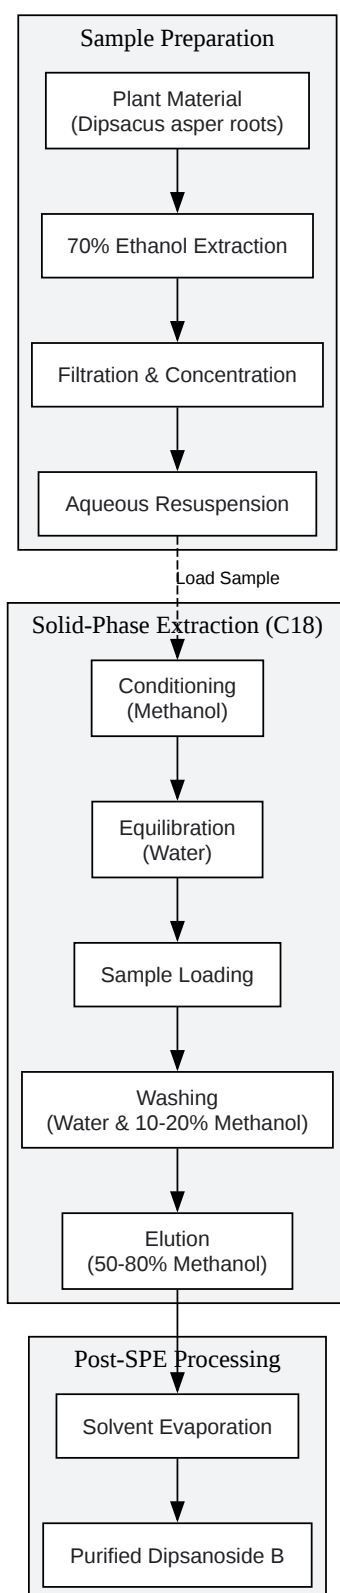 Sample Preparation
Plant Material
(Dipsacus asper roots)
70% Ethanol Extraction
Filtration & Concentration
Aqueous Resuspension
Load Sample
Solid-Phase Extraction (C18)
Conditioning
(Methanol)
Equilibration
(Water)
Sample Loading
Washing
(Water & 10-20% Methanol)
Elution
(50-80% Methanol)
Post-SPE Processing
Solvent Evaporation
Purified Dipsanoside B